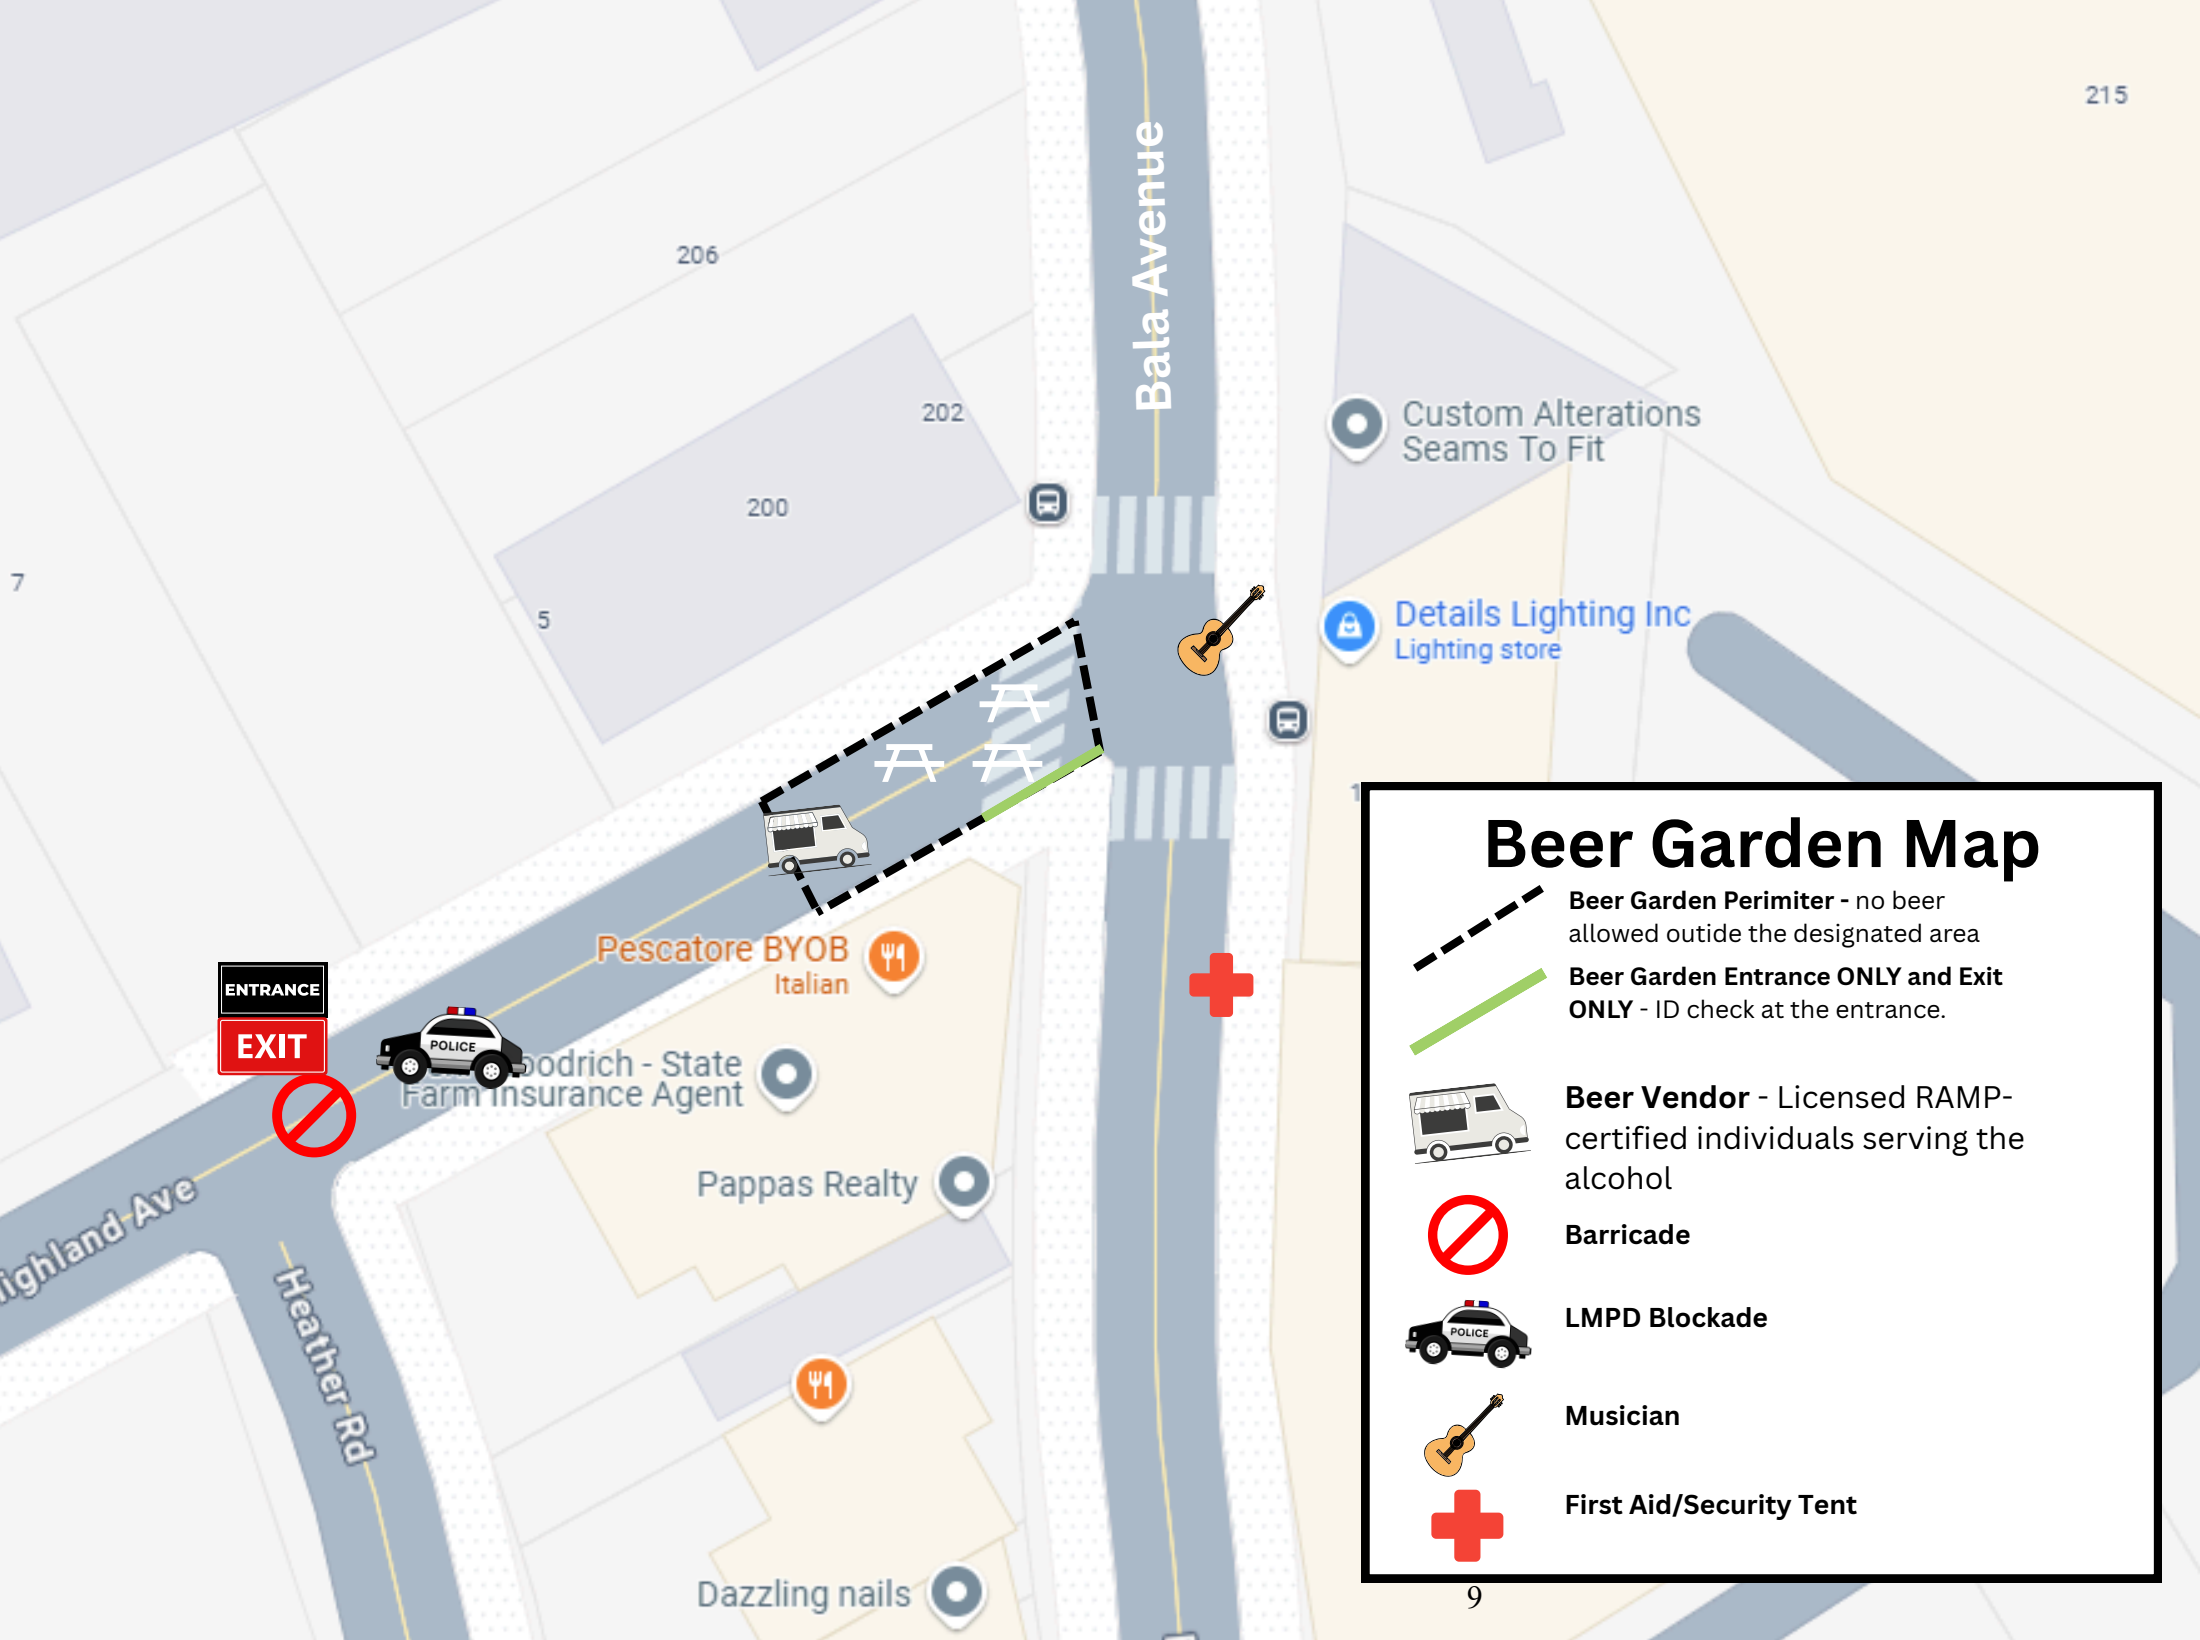 215
206
Bala Avenue
202
Custom Alterations
Seams To Fit
200
7
5
Details Lighting Inc
Lighting store
Pescatore BYOB
Italian
ENTRANCE
EXIT
POLICE
oodrich - State
Farm Insurance Agent
Pappas Realty
ighland Ave
Heather Rd
Dazzling nails
Beer Garden Map
Beer Garden Perimiter - no beer
allowed outide the designated area
Beer Garden Entrance ONLY and Exit
ONLY - ID check at the entrance.
Beer Vendor - Licensed RAMP-
certified individuals serving the
alcohol
Barricade
POLICE
LMPD Blockade
Musician
First Aid/Security Tent
9